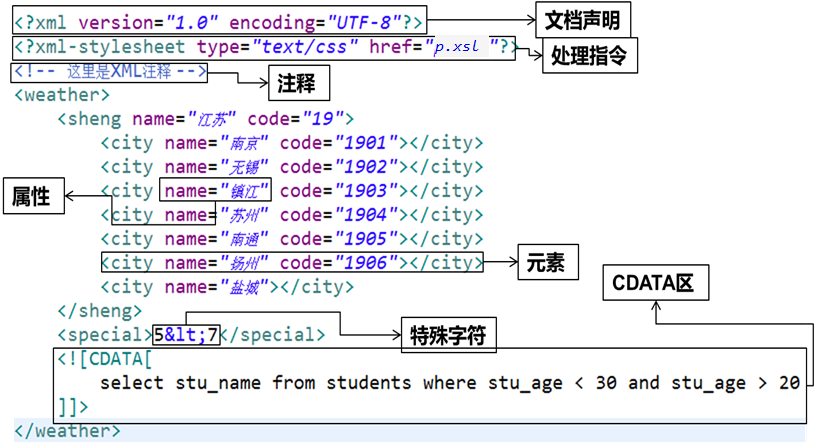 <?xml version="1.0" encoding="UTF-8"?>
文档声明
<?xml-stylesheet type="text/css" href="p.xsl "?>
处理指令
<!-- 这里是XML注释 -->
注释
<weather>
<sheng name="江苏" code="19">
<city name="南京" code="1901"></city>
<city name="无锡" code="1902"></city>
<city name="镇江" code="1903"></city>
属性
<city name="苏州" code="1904"></city>
<city name="南通" code="1905"></city>
<city name="扬州" code="1906"></city>
元素
<city name="盐城"></city>
CDATA区
</sheng>
<special>5&lt;7</special>
特殊字符
<![CDATA[
select stu_name from students where stu_age < 30 and stu_age > 20
]]>
</weather>